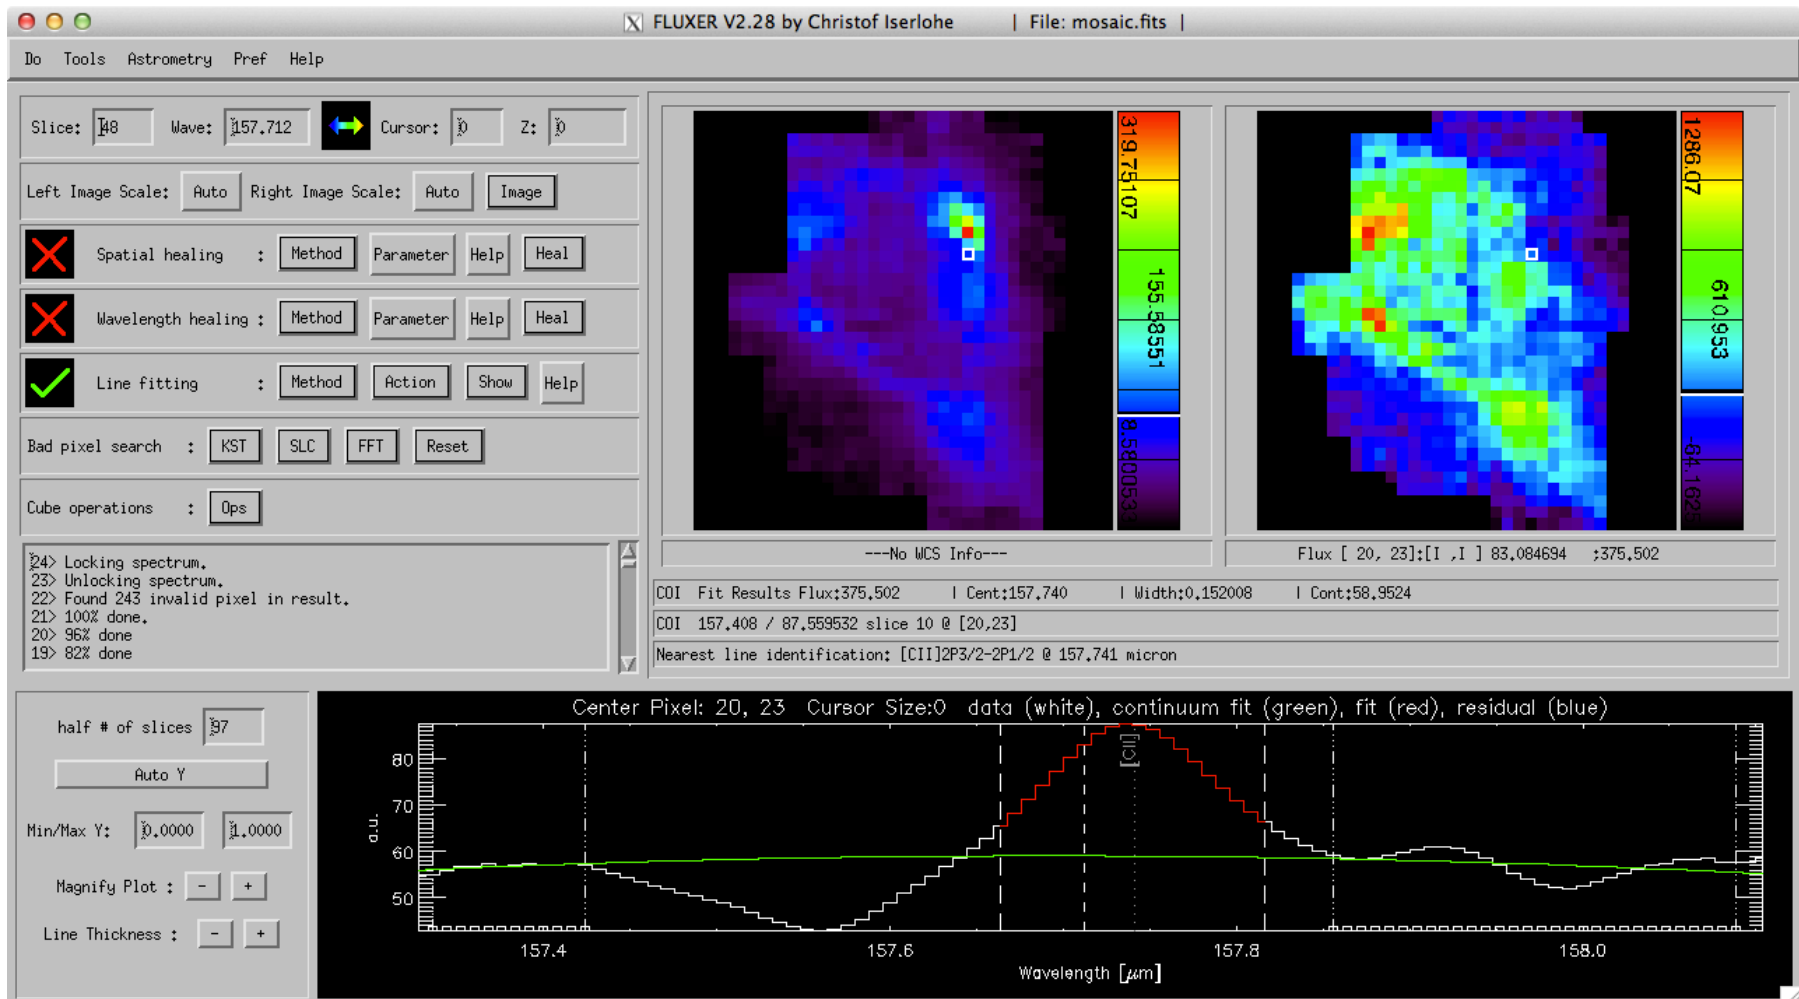 FLUXER V2.28 by Christof Iserlohe | File: mosaic.fits |
Do Tools Astrometry Pref Help
Slice: 48 Wave: 157.712 Cursor: 0 Z: 0
Left Image Scale: Auto Right Image Scale: Auto Image
Spatial healing : Method Parameter Help Heal
Wavelength healing : Method Parameter Help Heal
Line fitting : Method Action Show Help
Bad pixel search : KST SLC FFT Reset
Cube operations : Ops
24> Locking spectrum.
23> Unlocking spectrum.
22> Found 243 invalid pixel in result.
21> 100% done.
20> 96% done
19> 82% done
319.75107
155.58551
1286.07
610.953
---No WCS Info---
Flux [ 20, 23]:[I ,I ] 83.084694 :375.502
COI Fit Results Flux:375.502 | Cent:157.740 | Width:0.152008 | Cont:58.9524
COI 157.408 / 87.559532 slice 10 @ [20,23]
Nearest line identification: [CII]2P3/2-2P1/2 @ 157.741 micron
half # of slices 97
Auto Y
Min/Max Y: 0.0000 1.0000
Magnify Plot : - +
Line Thickness : - +
Center Pixel: 20, 23 Cursor Size:0 data (white), continuum fit (green), fit (red), residual (blue)
[CII]
80
70
60
50
a.u.
157.4 157.6 157.8 158.0
Wavelength [μm]